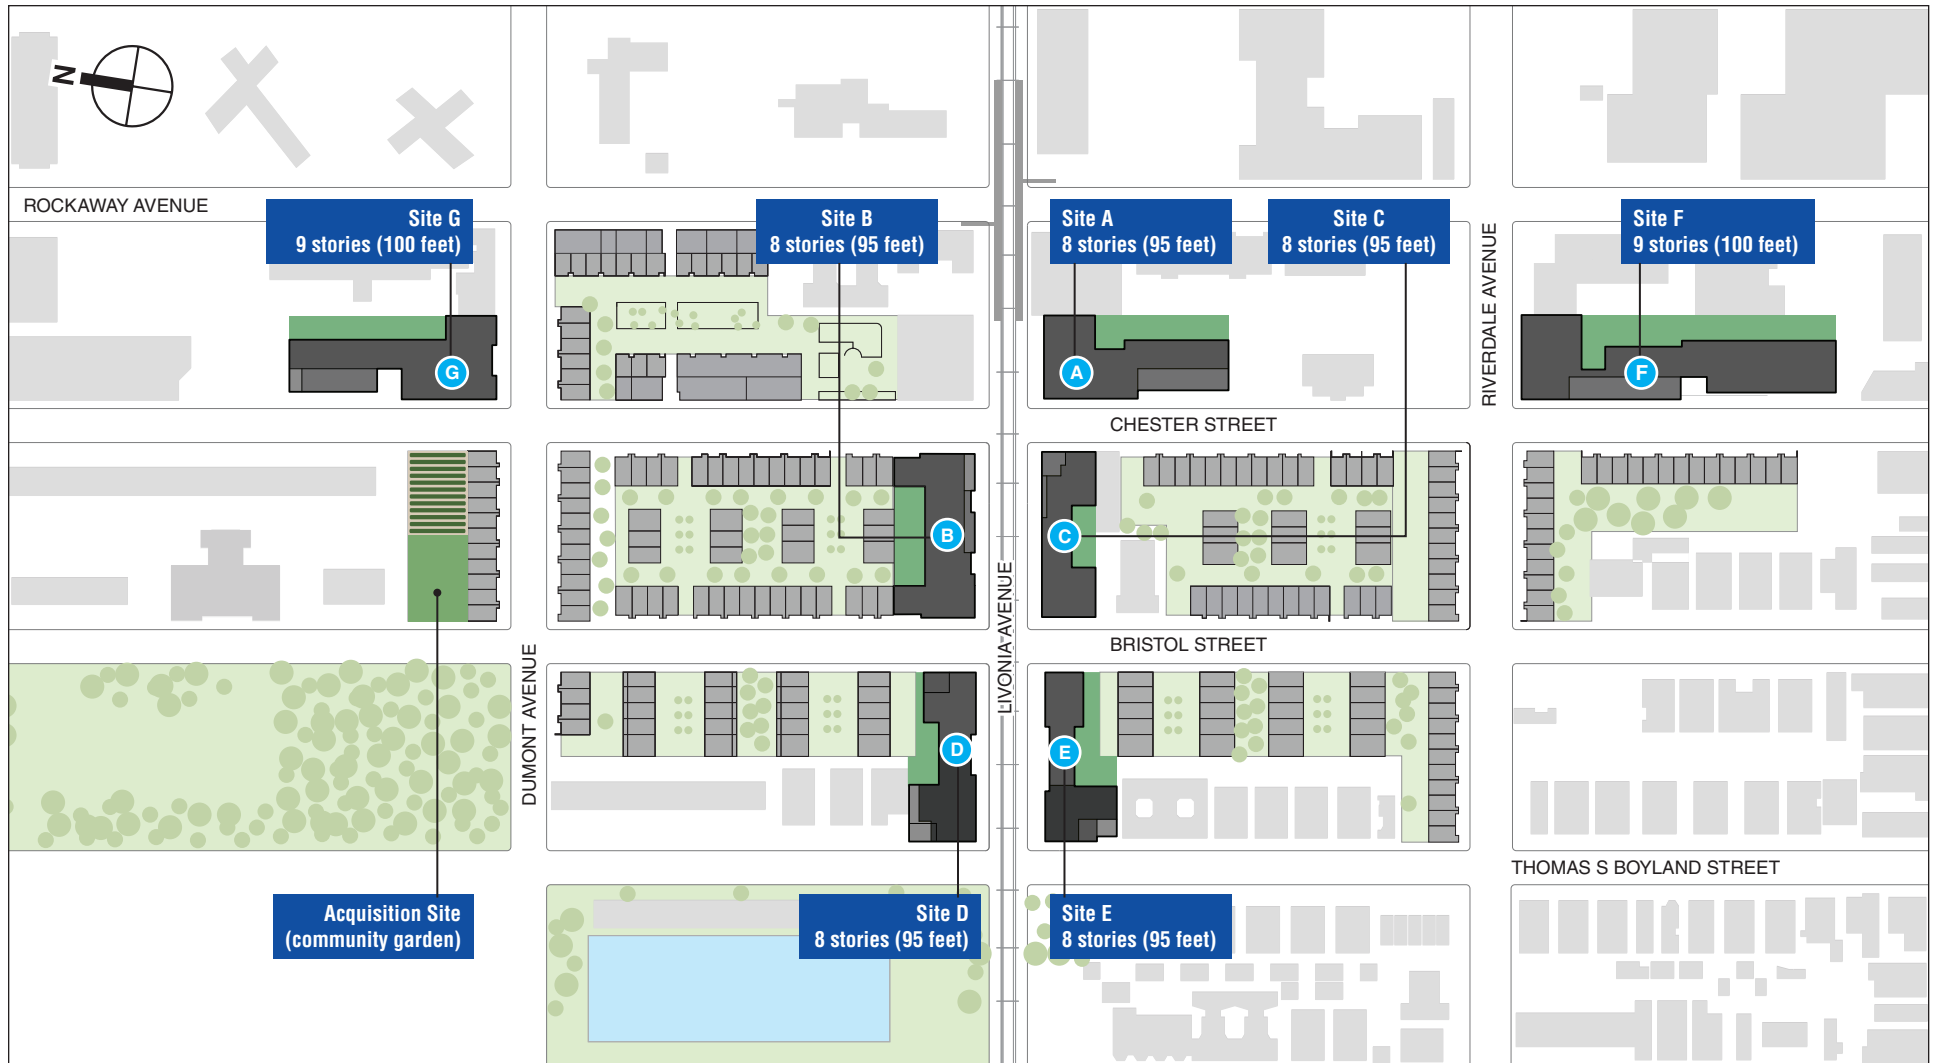 N
ROCKAWAY AVENUE
Site G
9 stories (100 feet)
Site B
8 stories (95 feet)
Site A
8 stories (95 feet)
Site C
8 stories (95 feet)
RIVERDALE AVENUE
Site F
9 stories (100 feet)
G
A
F
CHESTER STREET
B
C
LIVONIA AVENUE
BRISTOL STREET
DUMONT AVENUE
D
E
THOMAS S BOYLAND STREET
Acquisition Site
(community garden)
Site D
8 stories (95 feet)
Site E
8 stories (95 feet)